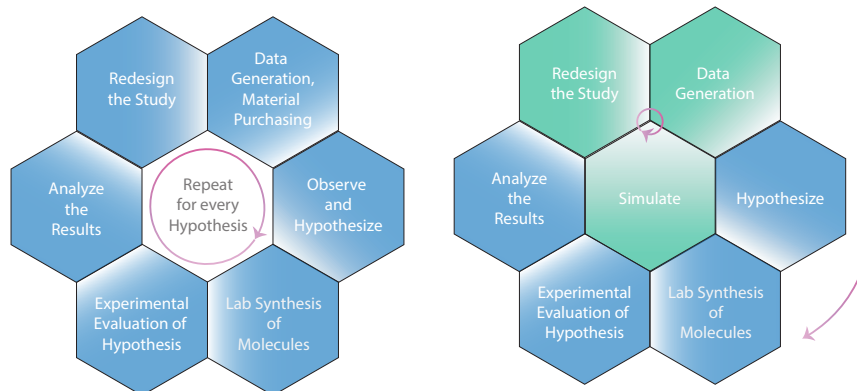 Redesign
the Study
Data
Generation,
Material
Purchasing
Analyze
the
Results
Repeat
for every
Hypothesis
Observe
and
Hypothesize
Experimental
Evaluation of
Hypothesis
Lab Synthesis
of
Molecules
Redesign
the Study
Data
Generation
Analyze
the
Results
Simulate
Hypothesize
Experimental
Evaluation of
Hypothesis
Lab Synthesis
of
Molecules